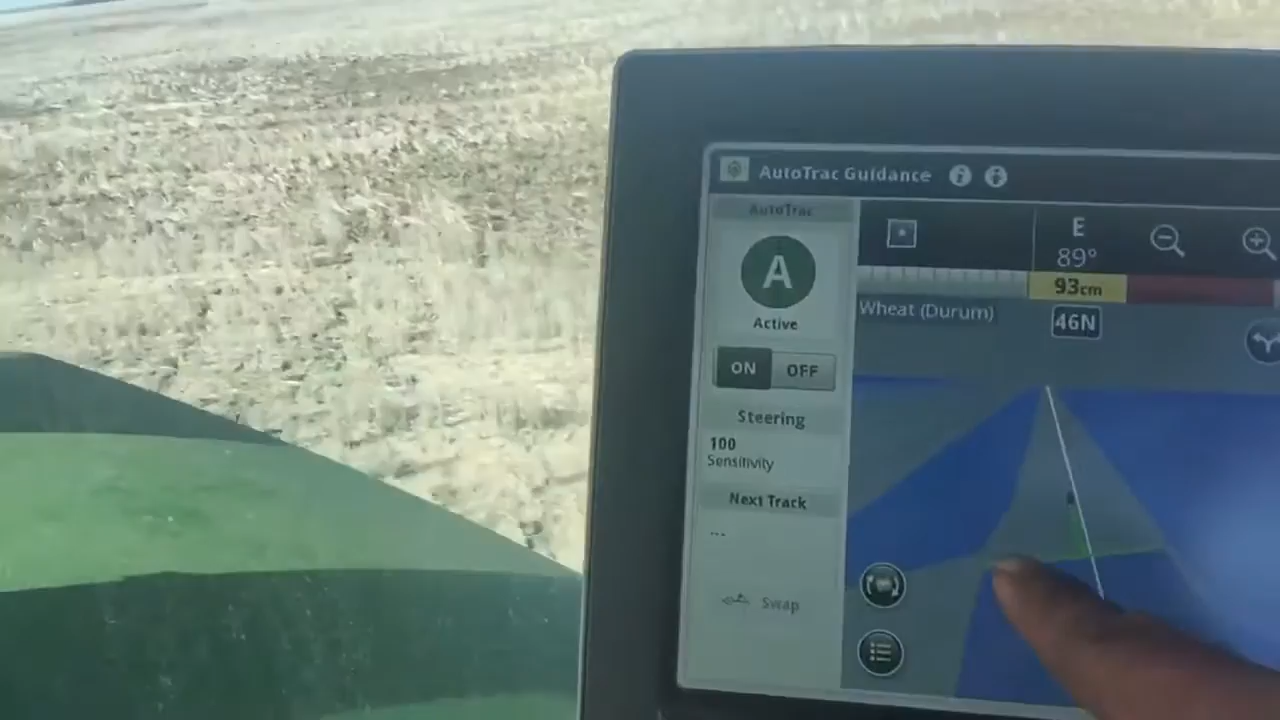 AutoTrac Guidance
AutoTrac
A
Active
ON OFF
Steering
100
Sensitivity
Next Track
---
Swap
E
89°
93cm
Wheat (Durum)
46N